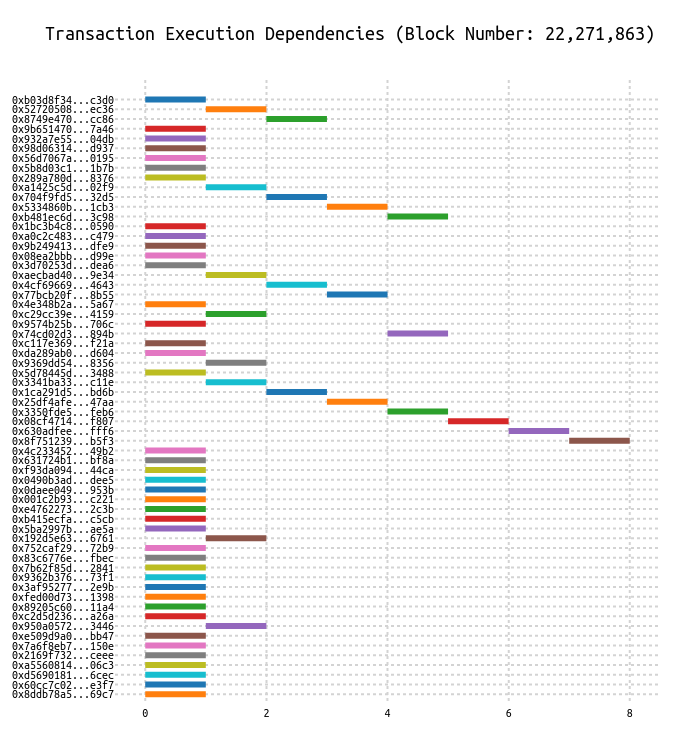 Transaction Execution Dependencies (Block Number: 22,271,863)
0xb03d8f34...c3d0
0x52720508...ec36
0x8749e470...cc86
0x9b651470...7a46
0x932a7e55...04db
0x98d06314...d937
0x56d7067a...0195
0x5b8d03c1...1b7b
0x289a780d...8376
0xa1425c5d...02f9
0x704f9fd5...32d5
0x5334860b...1cb3
0xb481ec6d...3c98
0x1bc3b4c8...0590
0xa0c2c483...c479
0x9b249413...dfe9
0x08ea2bbb...d99e
0x3d70253d...dea6
0xaecbad40...9e34
0x4cf69669...4643
0x77bcb20f...8b55
0x4e348b2a...5a67
0xc29cc39e...4159
0x9574b25b...706c
0x74cd02d3...894b
0xc117e369...f21a
0xda289ab0...d604
0x9369dd54...8356
0x5d78445d...3488
0x3341ba33...c11e
0x1ca291d5...bd6b
0x25df4afe...47aa
0x3350fde5...feb6
0x08cf4714...f807
0x630adfee...fff6
0x8f751239...b5f3
0x4c233452...49b2
0x631724b1...bf8a
0xf93da094...44ca
0x0490b3ad...dee5
0x0daee049...953b
0x001c2b93...c221
0xe4762273...2c3b
0xb415ecfa...c5cb
0x5ba2997b...ae5a
0x192d5e63...6761
0x752caf29...72b9
0x83c6776e...fbec
0x7b62f85d...2841
0x9362b376...73f1
0x3af95277...2e9b
0xfed00d73...1398
0x89205c60...11a4
0xc2d5d236...a26a
0x950a0572...3446
0xe509d9a0...bb47
0x7a6f8eb7...150e
0x2169f732...ceee
0xa5560814...06c3
0xd5690181...6cec
0x60cc7c02...e3f7
0x8ddb78a5...69c7
0 2 4 6 8